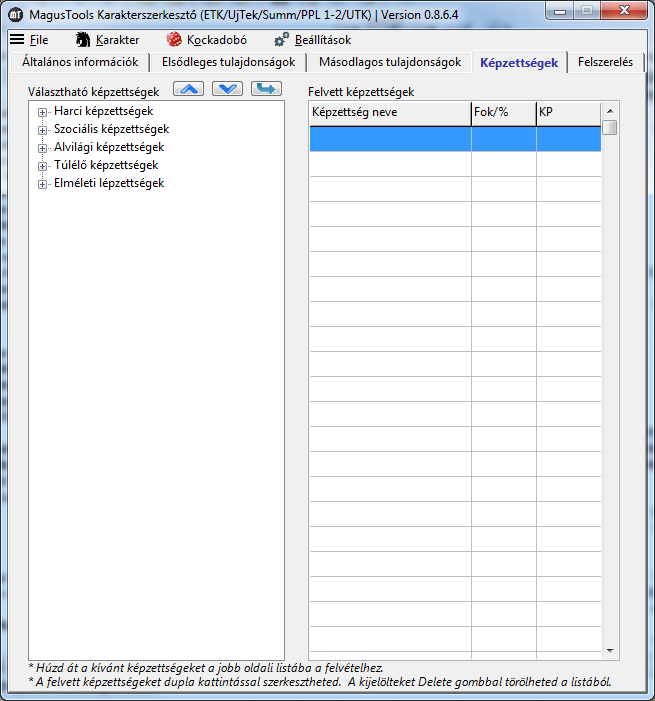 MagusTools Karakterszerkesztő (ETK/UjTek/Summ/PPL 1-2/UTK) | Version 0.8.6.4
File Karakter Kockadobó Beállítások
Általános információk Elsődleges tulajdonságok Másodlagos tulajdonságok Képzettségek Felszerelés
Választható képzettségek Felvett képzettségek
Képzettség neve Fok/% KP
Harci képzettségek
Szociális képzettségek
Alvilági képzettségek
Túlélő képzettségek
Elméleti lépzettségek
* Húzd át a kívánt képzettségeket a jobb oldali listába a felvételhez.
* A felvett képzettségeket dupla kattintással szerkesztheted. A kijelölteket Delete gombbal törölheted a listából.